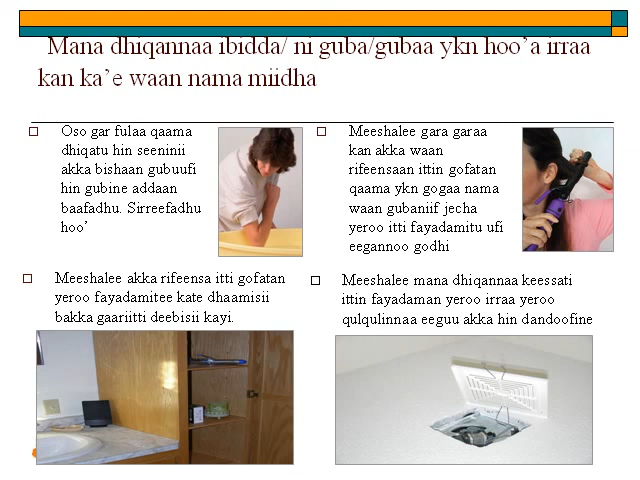 Mana dhiqannaa ibidda/ ni guba/gubaa ykn hoo’a irraa
kan ka’e waan nama miidha
Oso gar fulaa qaama
dhiqatu hin seeninii
akka bishaan gubuufi
hin gubine addaan
baafadhu. Sirreefadhu
hoo’
Meeshalee gara garaa
kan akka waan
rifeensaan ittin gofatan
qaama ykn gogaa nama
waan gubaniif jecha
yeroo itti fayadamitu ufi
eegannoo godhi
Meeshalee akka rifeensa itti gofatan
yeroo fayadamitee kate dhaamisii
bakka gaariitti deebisii kayi.
Meeshalee mana dhiqannaa keessati
ittin fayadaman yeroo irraa yeroo
qulqulinnaa eeguu akka hin dandoofine